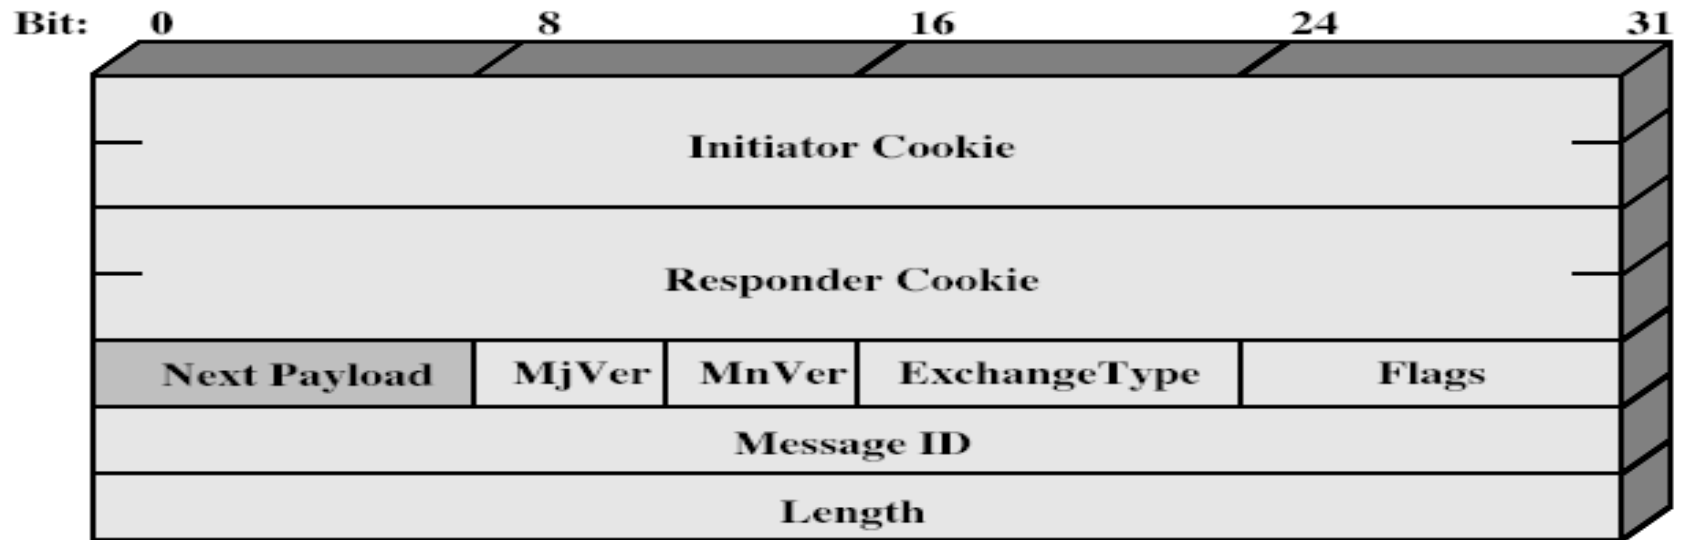 Bit: 0 8 16 24 31
Initiator Cookie
Responder Cookie
Next Payload MjVer MnVer ExchangeType Flags
Message ID
Length